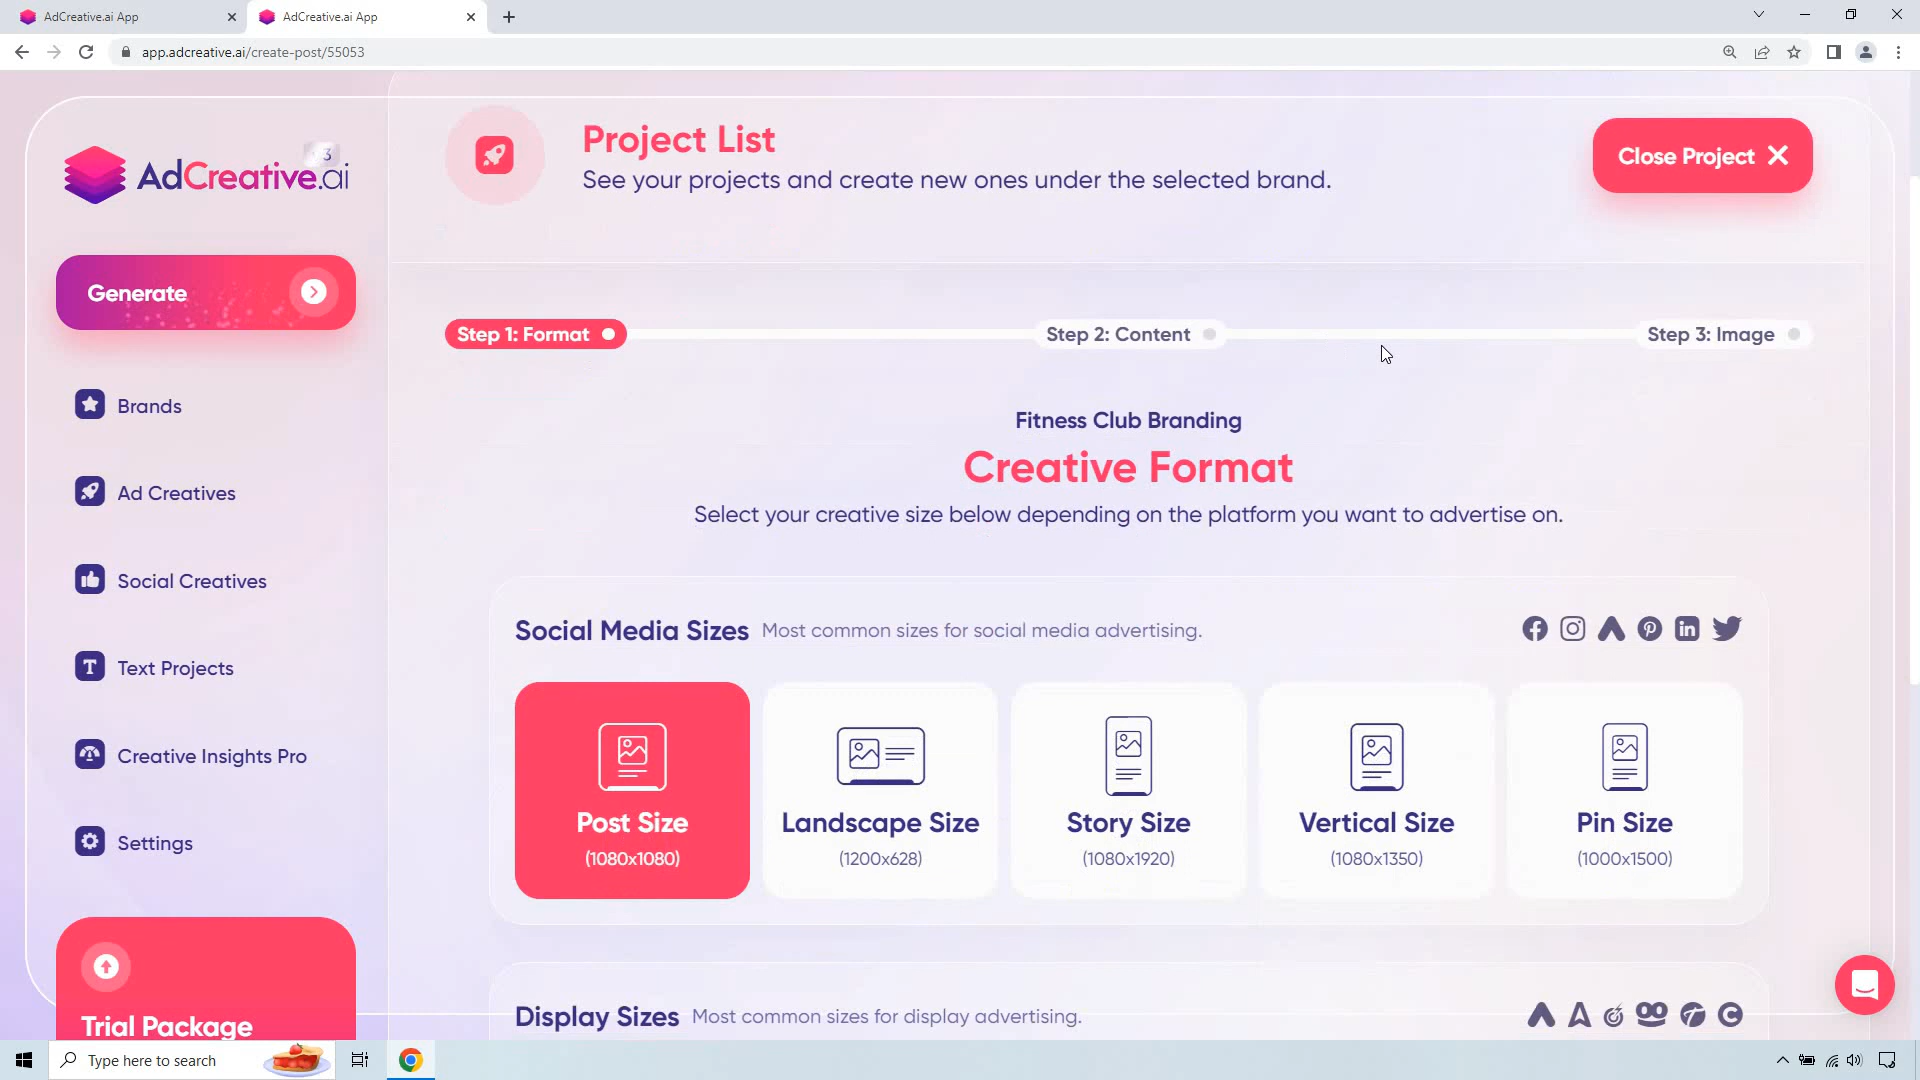 AdCreative.ai App
AdCreative.ai App
app.adcreative.ai/create-post/55053
3
AdCreative.ai
Project List
See your projects and create new ones under the selected brand.
Close Project
Generate
Step 1: Format
Step 2: Content
Step 3: Image
Brands
Ad Creatives
Social Creatives
Text Projects
Creative Insights Pro
Settings
Trial Package
Fitness Club Branding
Creative Format
Select your creative size below depending on the platform you want to advertise on.
Social Media Sizes Most common sizes for social media advertising.
Post Size
(1080x1080)
Landscape Size
(1200x628)
Story Size
(1080x1920)
Vertical Size
(1080x1350)
Pin Size
(1000x1500)
Display Sizes Most common sizes for display advertising.
Type here to search